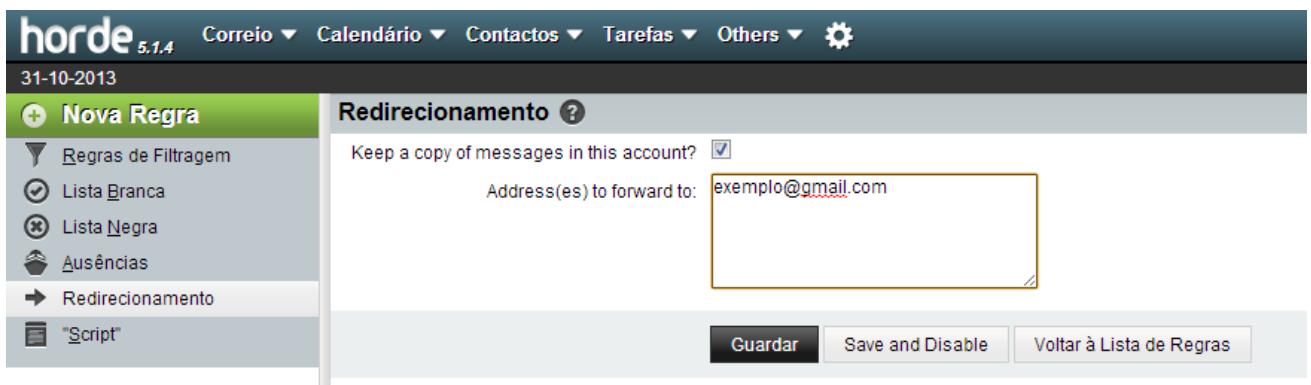 horde 5.1.4 Correio Calendário Contactos Tarefas Others
31-10-2013
Nova Regra
Regras de Filtragem
Lista Branca
Lista Negra
Ausências
Redirecionamento
"Script"
Redirecionamento ?
Keep a copy of messages in this account?
Address(es) to forward to: exemplo@gmail.com
Guardar Save and Disable Voltar à Lista de Regras